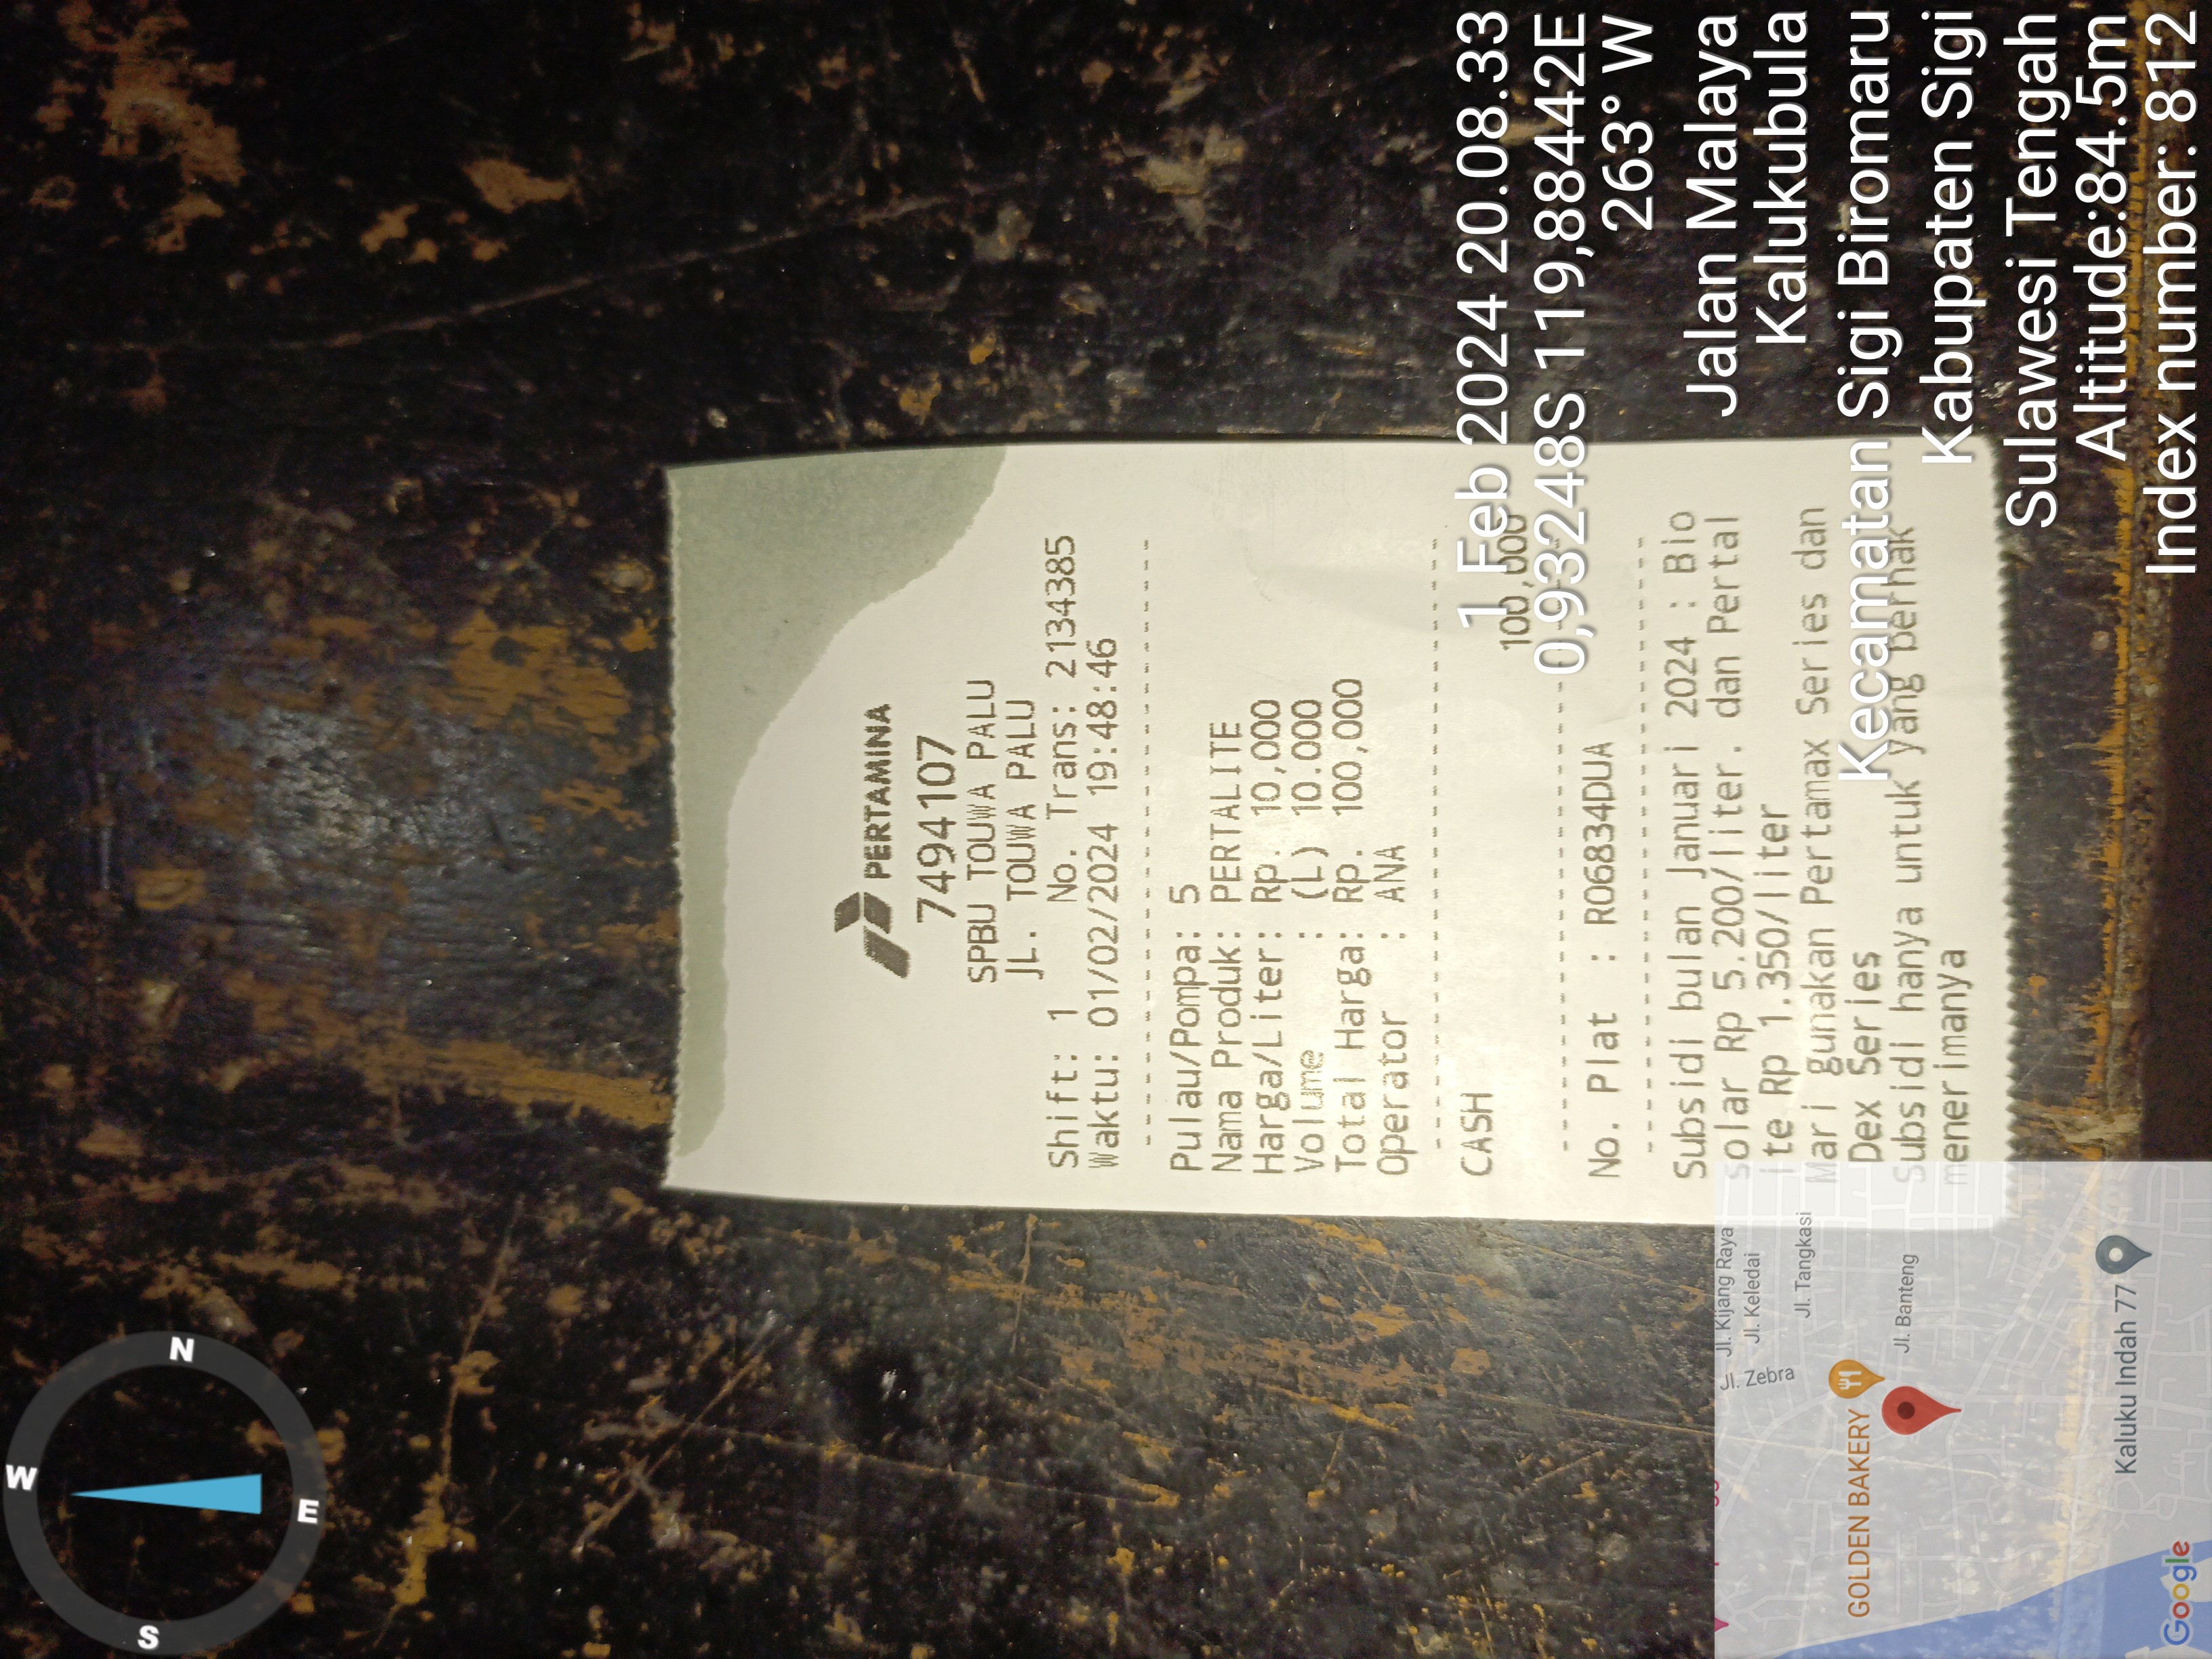 PERTAMINA
7494107
SPBU TOUWA PALU
JL. TOUWA PALU
Shift: 1 No. Trans: 2134385
Waktu: 01/02/2024 19:48:46
Pulau/Pompa: 5
Nama Produk: PERTALITE
Harga/Liter: Rp. 10,000
Volume : (L) 10.000
Total Harga: Rp. 100,000
Operator : ANA
CASH
100,000
No. Plat : R06834DUA
Subsidi bulan Januari 2024 : Bio
solar Rp 5.200/liter. dan Pertal
ite Rp 1.350/liter
Mari gunakan Pertamax Series dan
Dex Series
Subsidi hanya untuk yang berhak
menerimanya
1 Feb 2024 20.08.33
0,93248S 119,88442E
263° W
Jalan Malaya
Kalukubula
Kecamatan Sigi Biromaru
Kabupaten Sigi
Sulawesi Tengah
Altitude:84.5m
Index number: 812
N
W
E
S
Jl. Kijang Raya
Jl. Keledai
Jl. Zebra
Jl. Tangkasi
GOLDEN BAKERY
Jl. Banteng
Kaluku Indah 77
Google